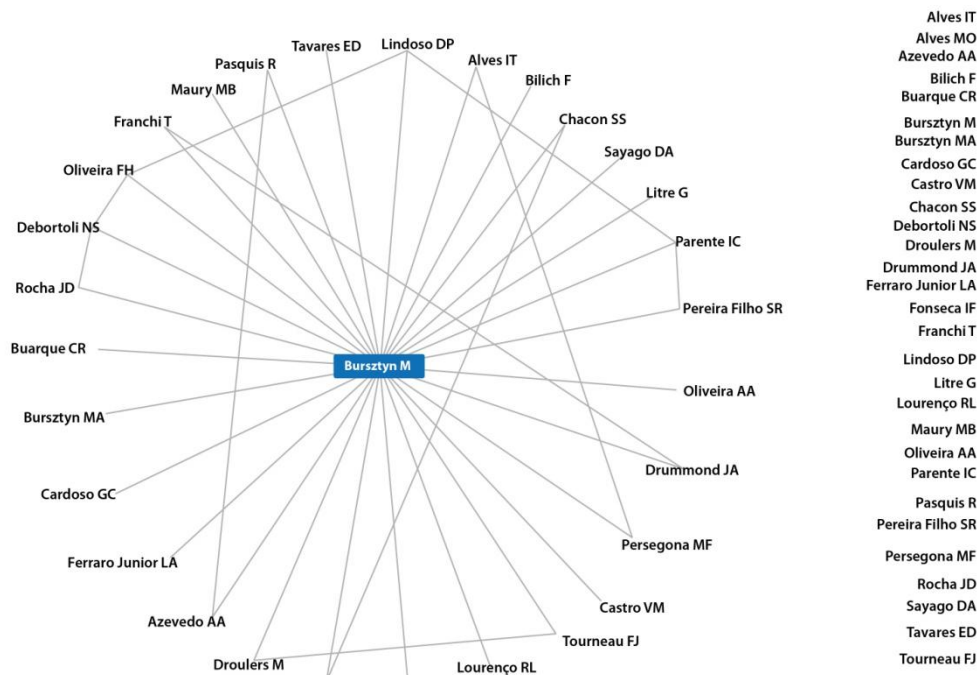 Tavares ED
Lindoso DP
Pasquis R
Alves IT
Maury MB
Bilich F
Franchi T
Chacon SS
Oliveira FH
Sayago DA
Litre G
Debortoli NS
Parente IC
Rocha JD
Pereira Filho SR
Buarque CR
Bursztyn M
Oliveira AA
Bursztyn MA
Drummond JA
Cardoso GC
Persegona MF
Ferraro Junior LA
Castro VM
Azevedo AA
Tourneau FJ
Droulers M
Lourenço RL
Alves IT
Alves MO
Azevedo AA
Bilich F
Buarque CR
Bursztyn M
Bursztyn MA
Cardoso GC
Castro VM
Chacon SS
Debortoli NS
Droulers M
Drummond JA
Ferraro Junior LA
Fonseca IF
Franchi T
Lindoso DP
Litre G
Lourenço RL
Maury MB
Oliveira AA
Parente IC
Pasquis R
Pereira Filho SR
Persegona MF
Rocha JD
Sayago DA
Tavares ED
Tourneau FJ